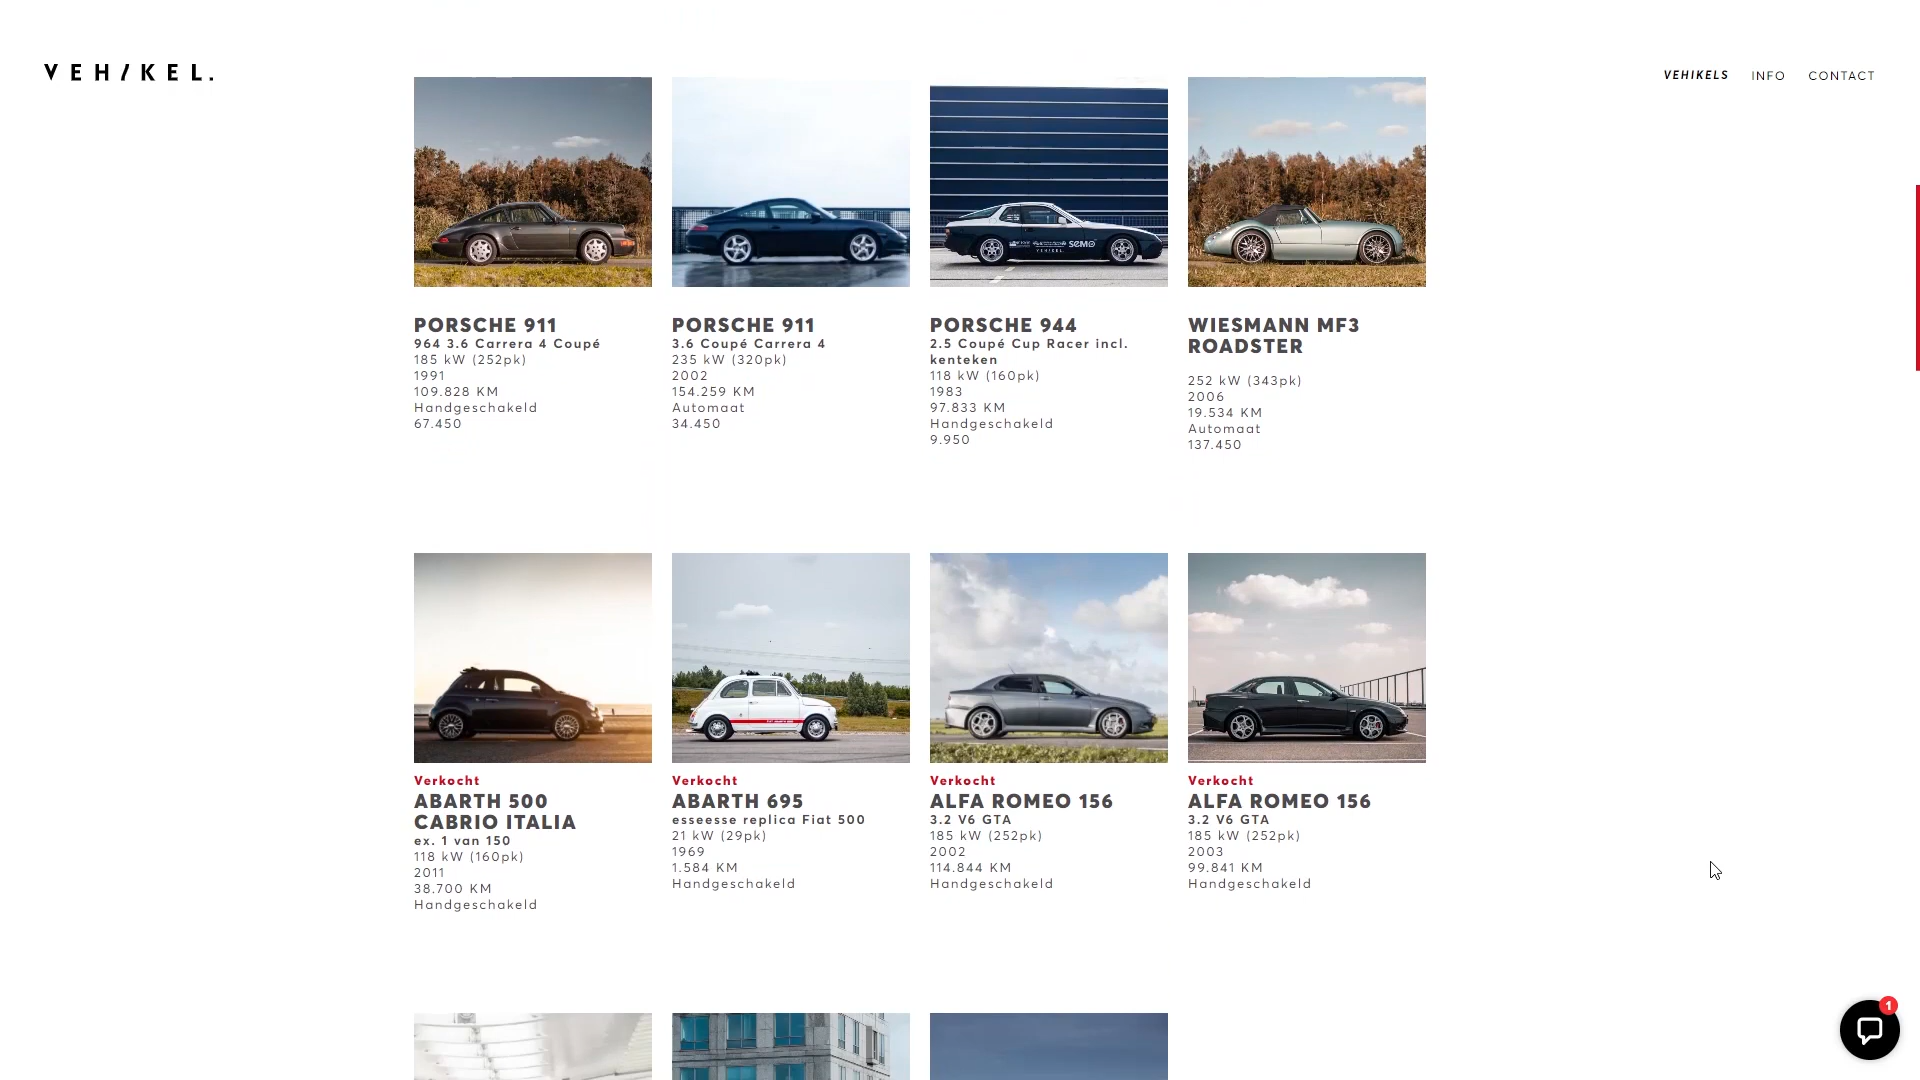 VEHIKEL.
VEHIKELS INFO CONTACT
PORSCHE 911
964 3.6 Carrera 4 Coupé
185 kW (252pk)
1991
109.828 KM
Handgeschakeld
67.450
PORSCHE 911
3.6 Coupé Carrera 4
235 kW (320pk)
2002
154.259 KM
Automaat
34.450
SEMO
VEHIKEL.
PORSCHE 944
2.5 Coupé Cup Racer incl.
kenteken
118 kW (160pk)
1983
97.833 KM
Handgeschakeld
9.950
WIESMANN MF3
ROADSTER
252 kW (343pk)
2006
19.534 KM
Automaat
137.450
Verkocht
ABARTH 500
CABRIO ITALIA
ex. 1 van 150
118 kW (160pk)
2011
38.700 KM
Handgeschakeld
Verkocht
ABARTH 695
esseesse replica Fiat 500
21 kW (29pk)
1969
1.584 KM
Handgeschakeld
Verkocht
ALFA ROMEO 156
3.2 V6 GTA
185 kW (252pk)
2002
114.844 KM
Handgeschakeld
Verkocht
ALFA ROMEO 156
3.2 V6 GTA
185 kW (252pk)
2003
99.841 KM
Handgeschakeld
1